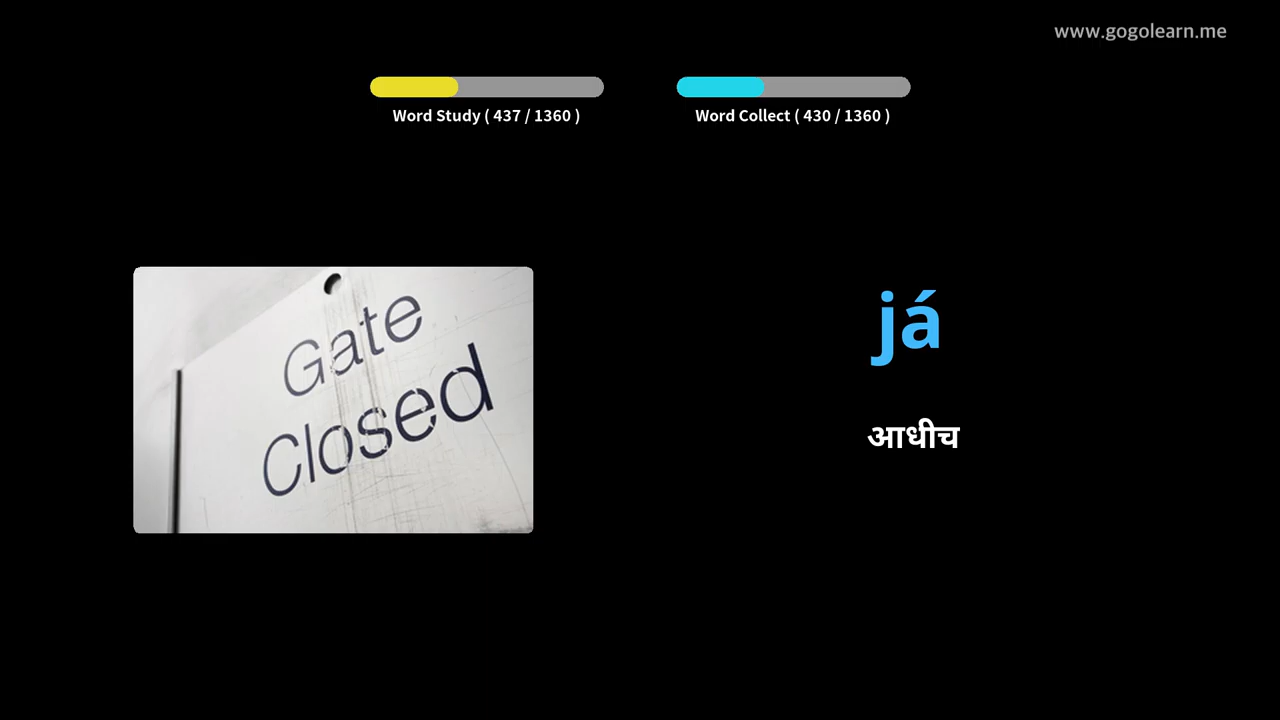 www.gogolearn.me
Word Study ( 437 / 1360 )
Word Collect ( 430 / 1360 )
Gate
Closed
já
आधीच